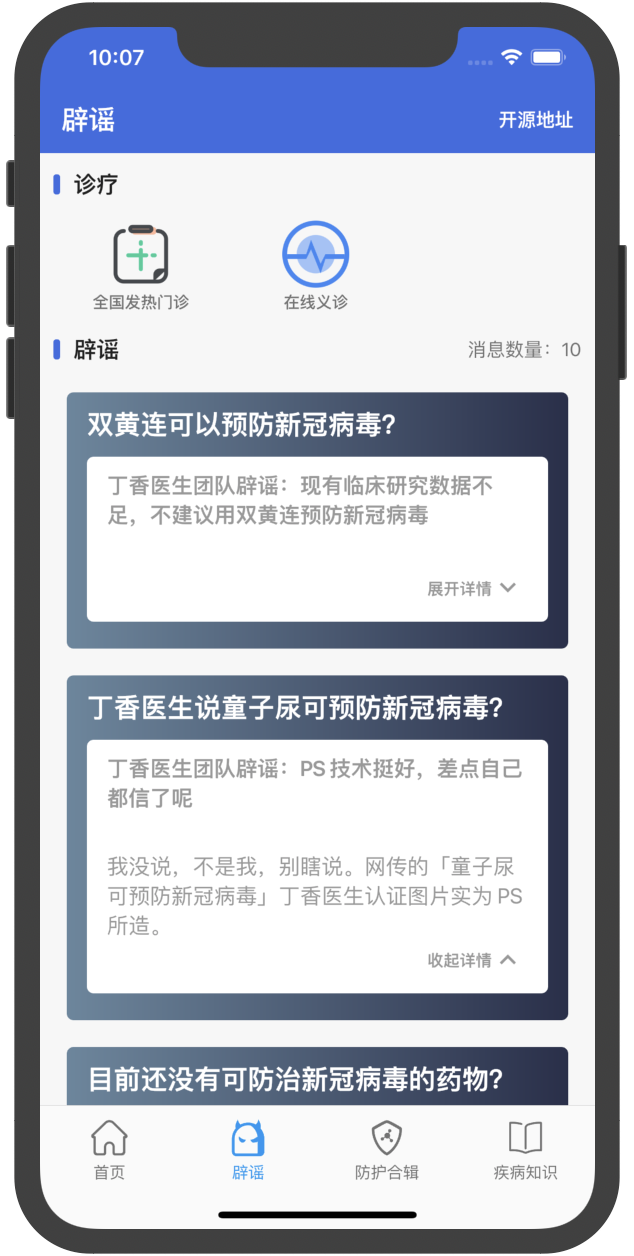 10:07
辟谣
开源地址
诊疗
全国发热门诊
在线义诊
辟谣
消息数量：10
双黄连可以预防新冠病毒?
丁香医生团队辟谣：现有临床研究数据不
足，不建议用双黄连预防新冠病毒
展开详情
丁香医生说童子尿可预防新冠病毒?
丁香医生团队辟谣：PS 技术挺好，差点自己
都信了呢
我没说，不是我，别瞎说。网传的「童子尿
可预防新冠病毒」丁香医生认证图片实为 PS
所造。
收起详情
目前还没有可防治新冠病毒的药物?
首页
辟谣
防护合辑
疾病知识